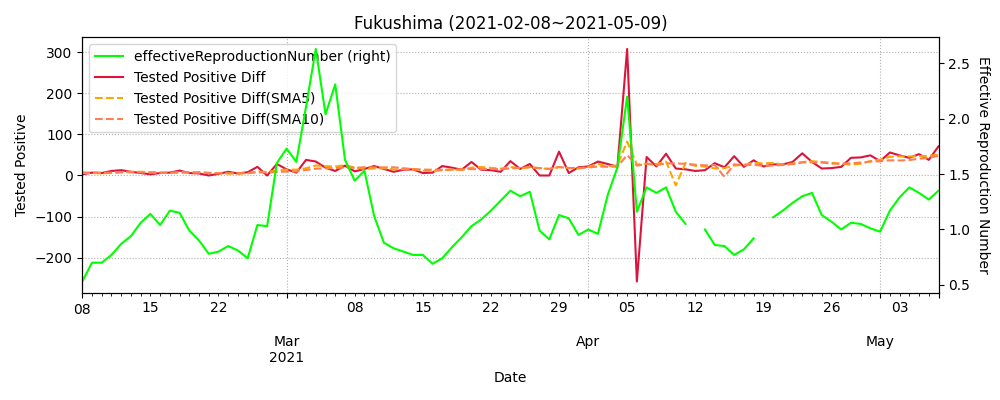 Fukushima (2021-02-08~2021-05-09)
effectiveReproductionNumber (right)
Tested Positive Diff
Tested Positive Diff(SMA5)
Tested Positive Diff(SMA10)
Tested Positive
300
200
100
0
−100
−200
2.5
2.0
1.5
1.0
0.5
Effective Reproduction Number
08 15 22 08 15 22 29 05 12 19 26 03
Mar Apr May
2021
Date